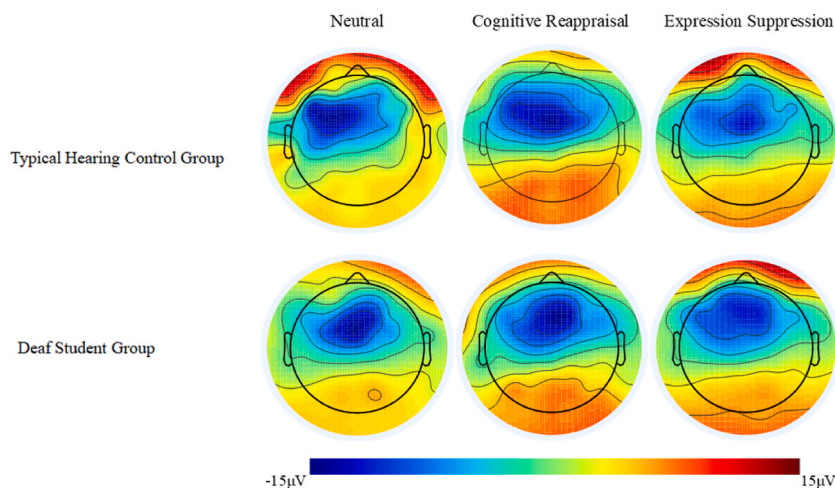 Neutral Cognitive Reappraisal Expression Suppression
Typical Hearing Control Group
Deaf Student Group
-15μV 15μV